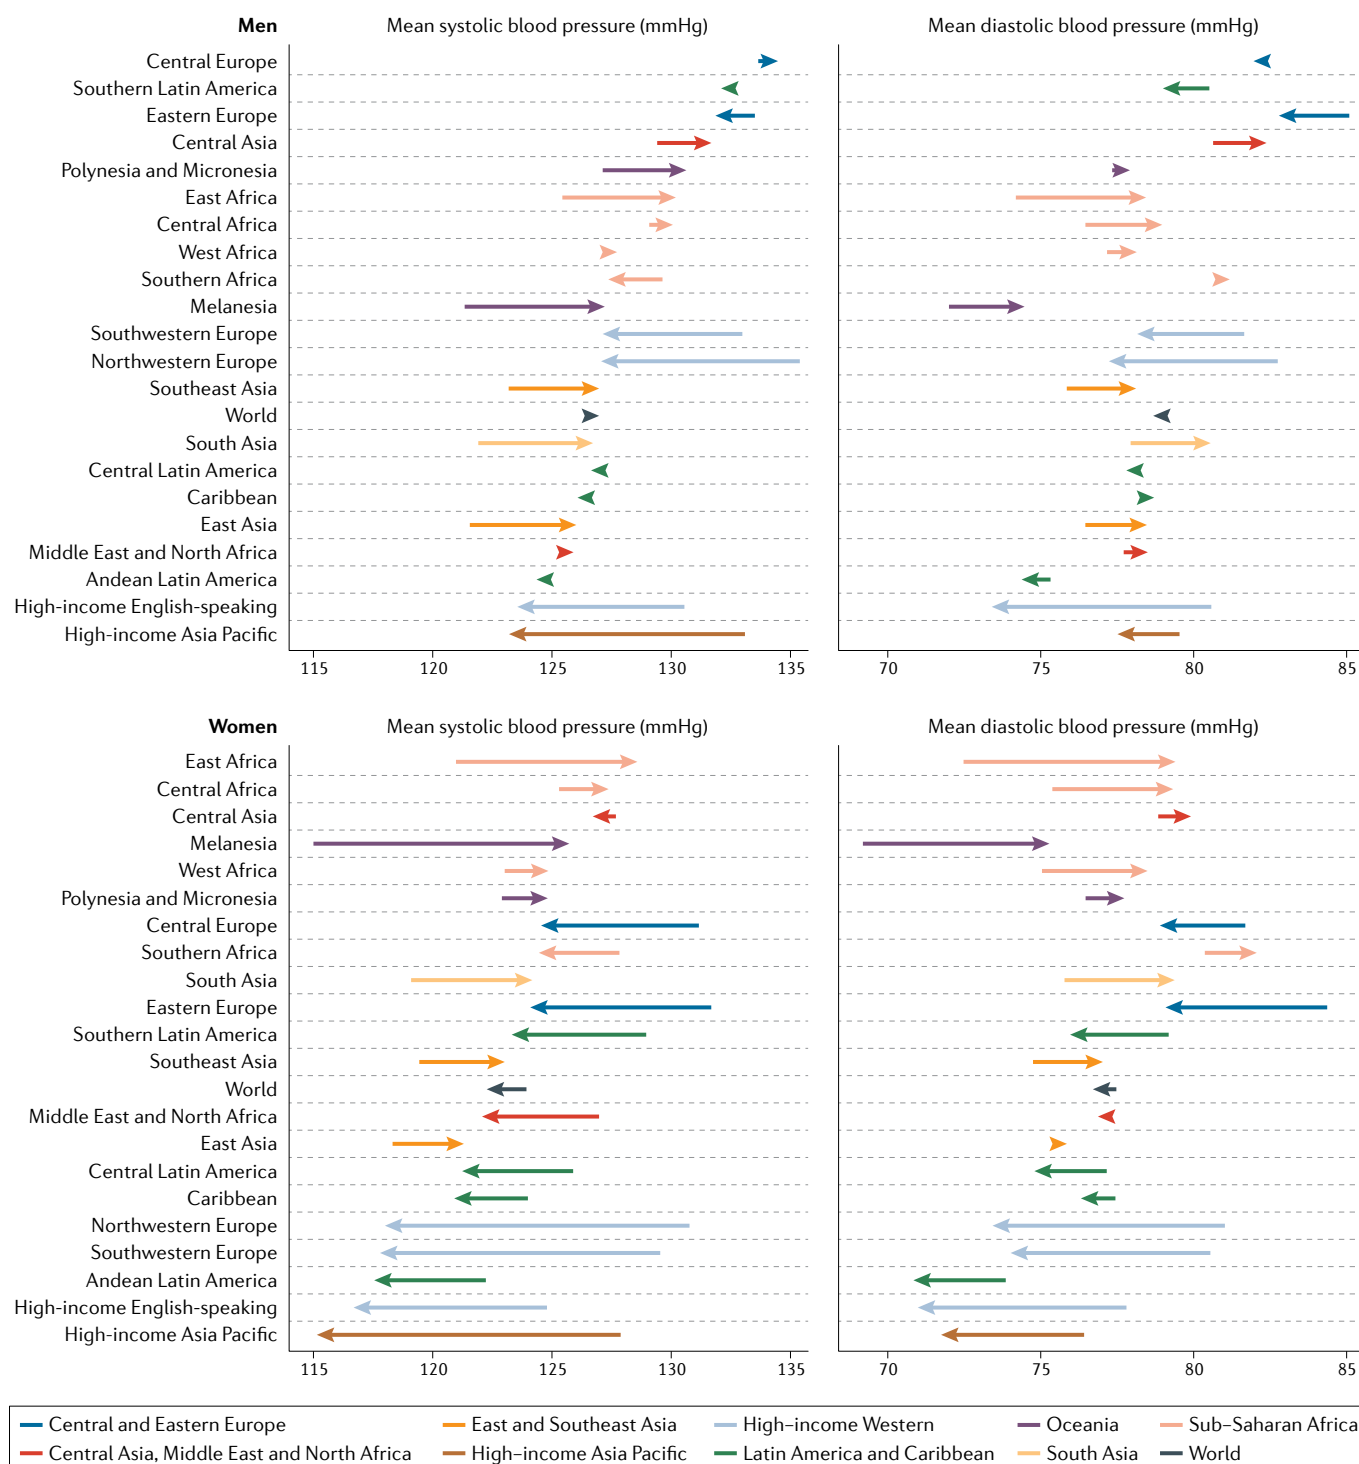 Men Mean systolic blood pressure (mmHg) Mean diastolic blood pressure (mmHg)
Central Europe
Southern Latin America
Eastern Europe
Central Asia
Polynesia and Micronesia
East Africa
Central Africa
West Africa
Southern Africa
Melanesia
Southwestern Europe
Northwestern Europe
Southeast Asia
World
South Asia
Central Latin America
Caribbean
East Asia
Middle East and North Africa
Andean Latin America
High-income English-speaking
High-income Asia Pacific
115 120 125 130 135 70 75 80 85
Women Mean systolic blood pressure (mmHg) Mean diastolic blood pressure (mmHg)
East Africa
Central Africa
Central Asia
Melanesia
West Africa
Polynesia and Micronesia
Central Europe
Southern Africa
South Asia
Eastern Europe
Southern Latin America
Southeast Asia
World
Middle East and North Africa
East Asia
Central Latin America
Caribbean
Northwestern Europe
Southwestern Europe
Andean Latin America
High-income English-speaking
High-income Asia Pacific
115 120 125 130 135 70 75 80 85
Central and Eastern Europe East and Southeast Asia High-income Western Oceania Sub-Saharan Africa
Central Asia, Middle East and North Africa High-income Asia Pacific Latin America and Caribbean South Asia World